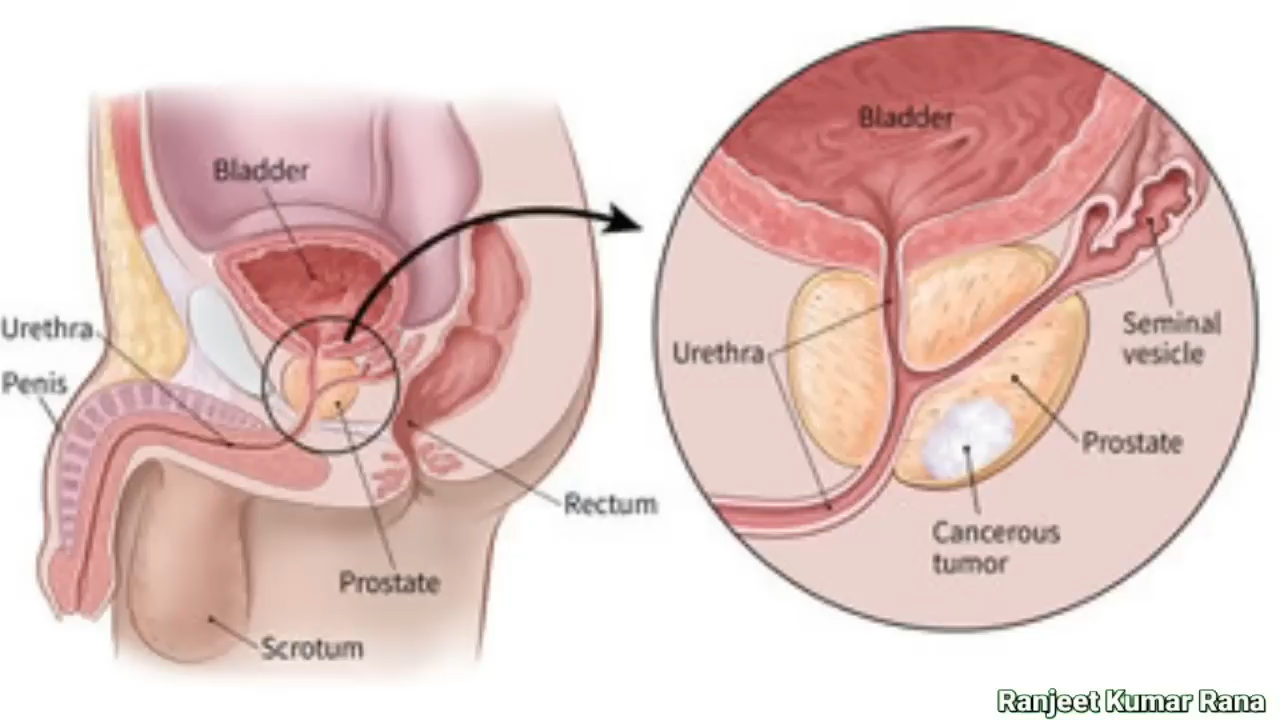 Bladder
Urethra
Penis
Rectum
Prostate
Scrotum
Bladder
Urethra
Seminal
vesicle
Prostate
Cancerous
tumor
Ranjeet Kumar Rana